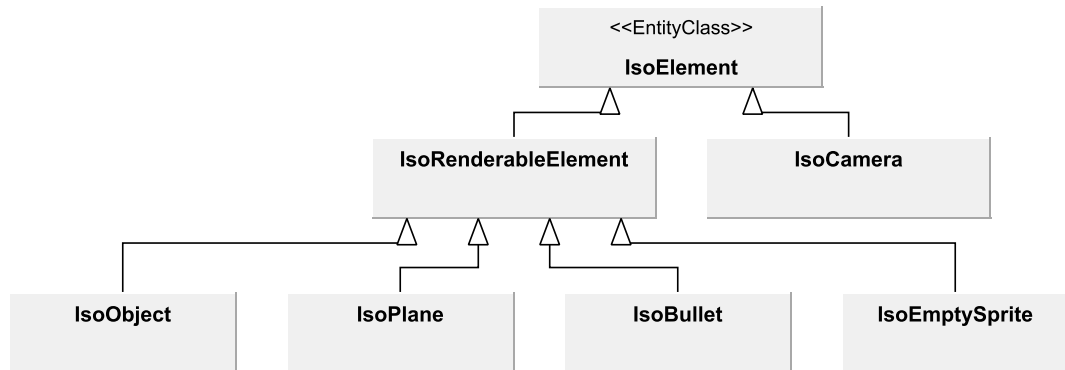 <<EntityClass>>
IsoElement
IsoRenderableElement
IsoCamera
IsoObject
IsoPlane
IsoBullet
IsoEmptySprite